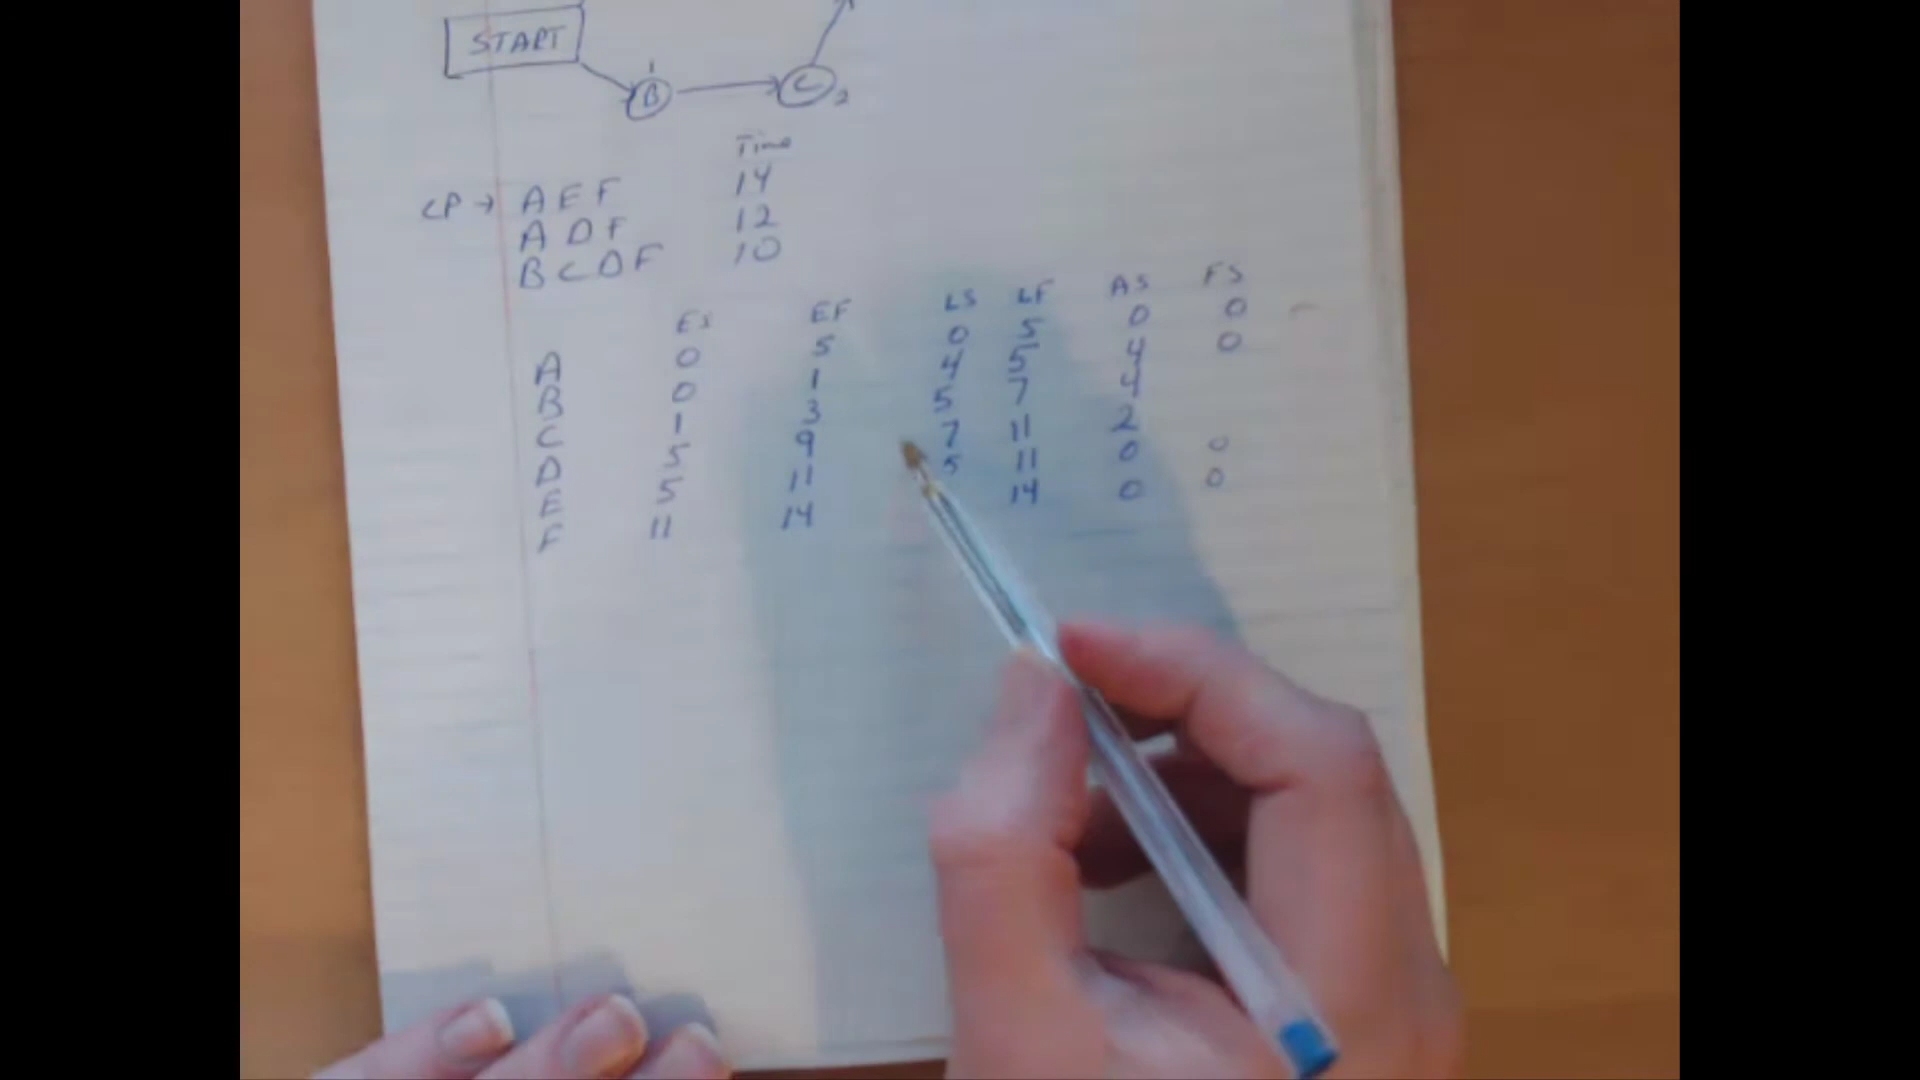 START
1
B
C
2
Time
CP → A E F 14
A D F 12
B C D F 10
ES EF LS LF AS FS
A 0 5 0 5 0 0
B 0 1 4 5 4 0
C 1 3 5 7 4
D 5 9 7 11 2
E 5 11 5 11 0 0
F 11 14 14 0 0